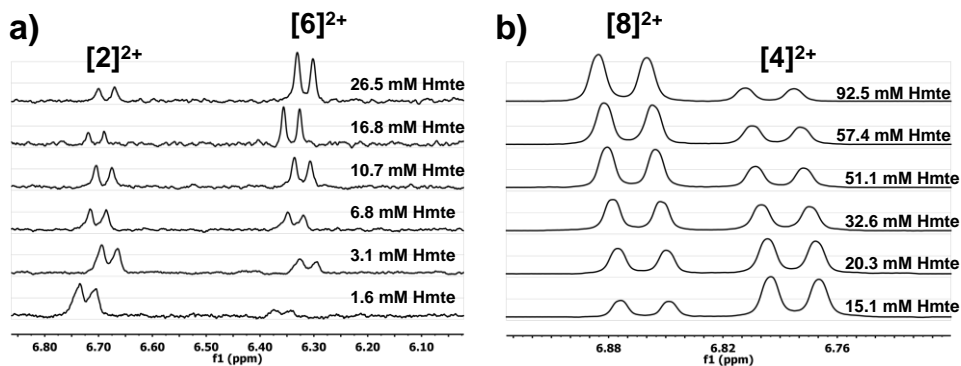 a)
[2]²⁺
[6]²⁺
26.5 mM Hmte
16.8 mM Hmte
10.7 mM Hmte
6.8 mM Hmte
3.1 mM Hmte
1.6 mM Hmte
6.80 6.70 6.60 6.50 6.40 6.30 6.20 6.10
f1 (ppm)
b)
[8]²⁺
[4]²⁺
92.5 mM Hmte
57.4 mM Hmte
51.1 mM Hmte
32.6 mM Hmte
20.3 mM Hmte
15.1 mM Hmte
6.88 6.82 6.76
f1 (ppm)